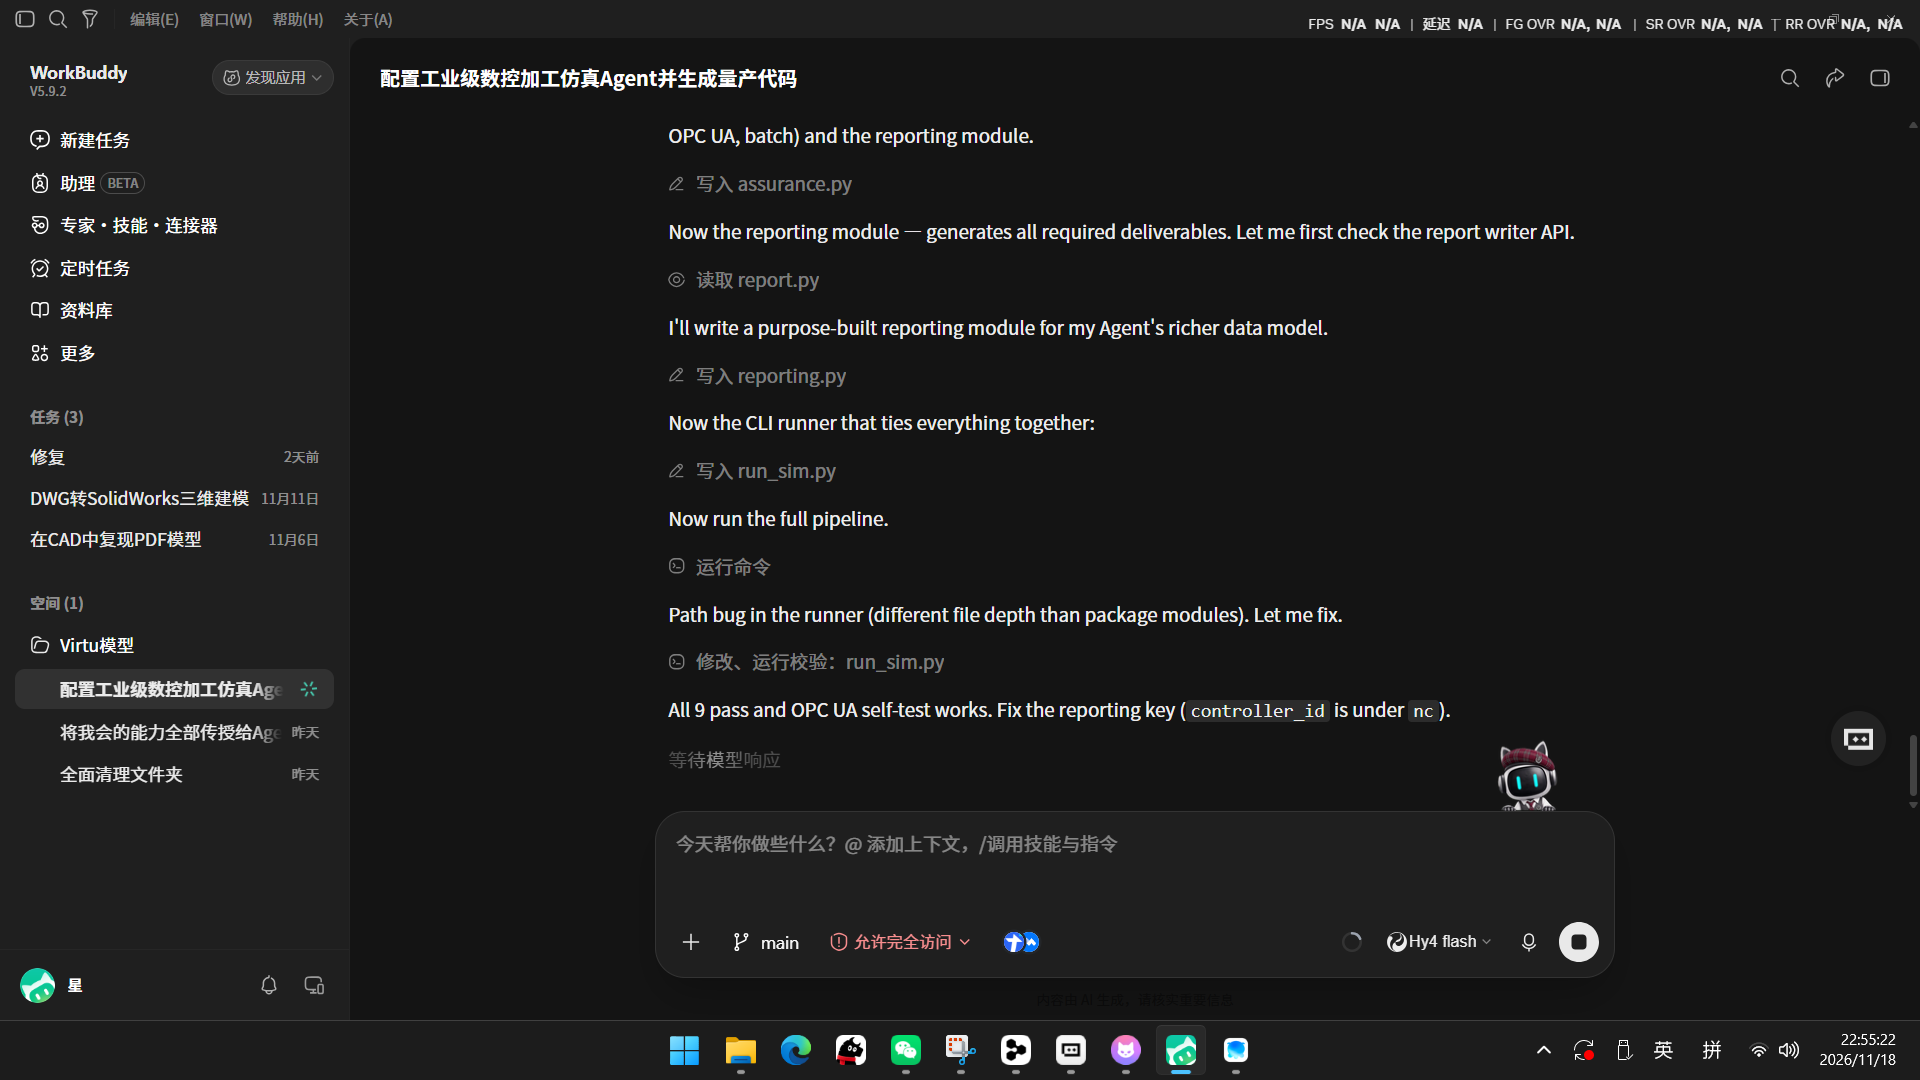 编辑(E) 窗口(W) 帮助(H) 关于(A)
FPS N/A N/A | 延迟 N/A | FG OVR N/A, N/A | SR OVR N/A, N/A | RR OVR N/A, N/A
WorkBuddy
V5.9.2
发现应用
新建任务
助理 BETA
专家・技能・连接器
定时任务
资料库
更多
任务 (3)
修复 2天前
DWG转SolidWorks三维建模 11月11日
在CAD中复现PDF模型 11月6日
空间 (1)
Virtu模型
配置工业级数控加工仿真Age
将我会的能力全部传授给Age 昨天
全面清理文件夹 昨天
星
配置工业级数控加工仿真Agent并生成量产代码
OPC UA, batch) and the reporting module.
写入 assurance.py
Now the reporting module — generates all required deliverables. Let me first check the report writer API.
读取 report.py
I'll write a purpose-built reporting module for my Agent's richer data model.
写入 reporting.py
Now the CLI runner that ties everything together:
写入 run_sim.py
Now run the full pipeline.
运行命令
Path bug in the runner (different file depth than package modules). Let me fix.
修改、运行校验：run_sim.py
All 9 pass and OPC UA self-test works. Fix the reporting key ( controller_id is under nc ).
等待模型响应
今天帮你做些什么？@ 添加上下文，/调用技能与指令
main
允许完全访问
Hy4 flash
英
拼
22:55:22
2026/11/18